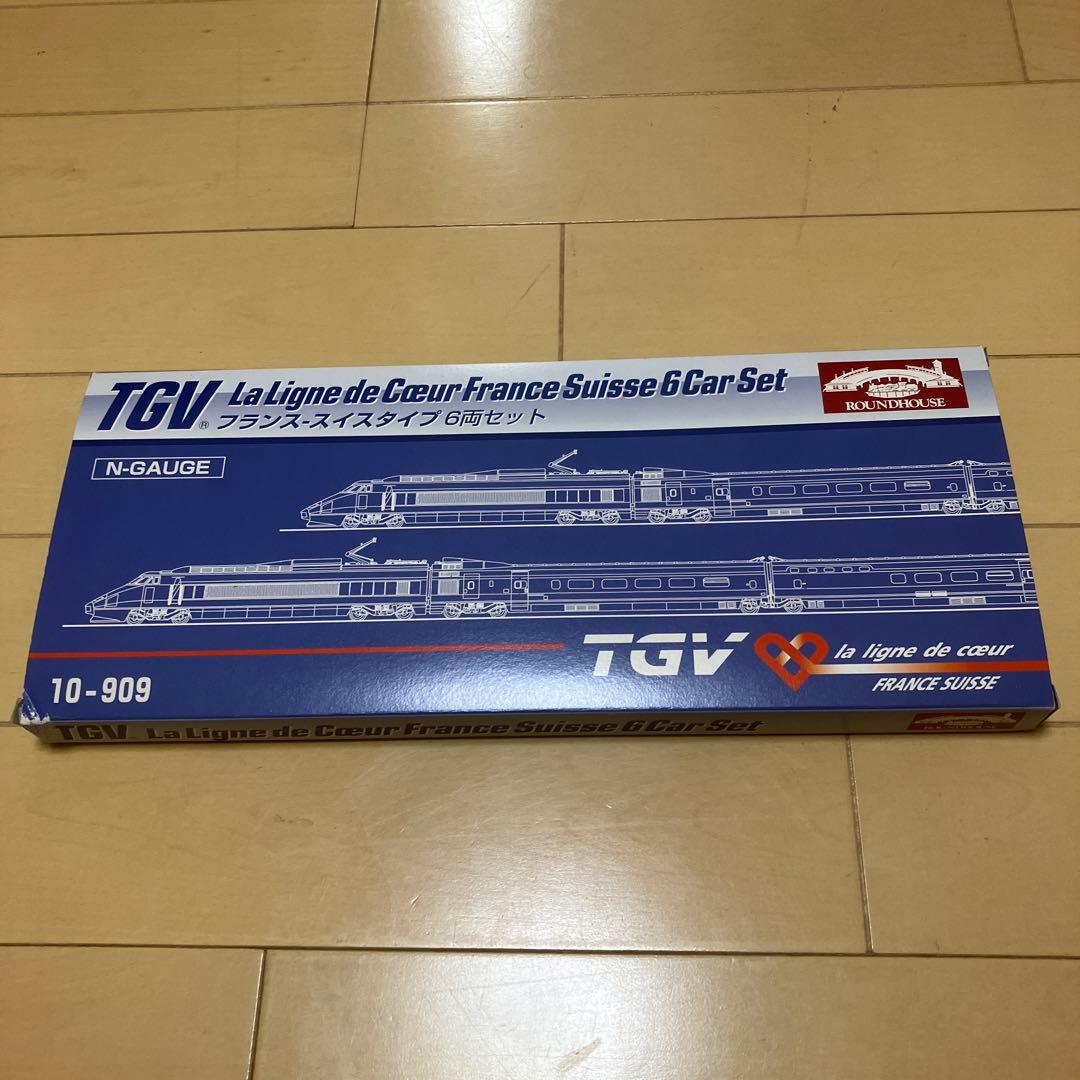 TGV® La Ligne de Cœur France Suisse 6 Car Set
フランス-スイスタイプ 6両セット
ROUNDHOUSE
N-GAUGE
TGV la ligne de cœur
FRANCE SUISSE
10-909
TGV La Ligne de Cœur France Suisse 6 Car Set
ROUNDHOUSE